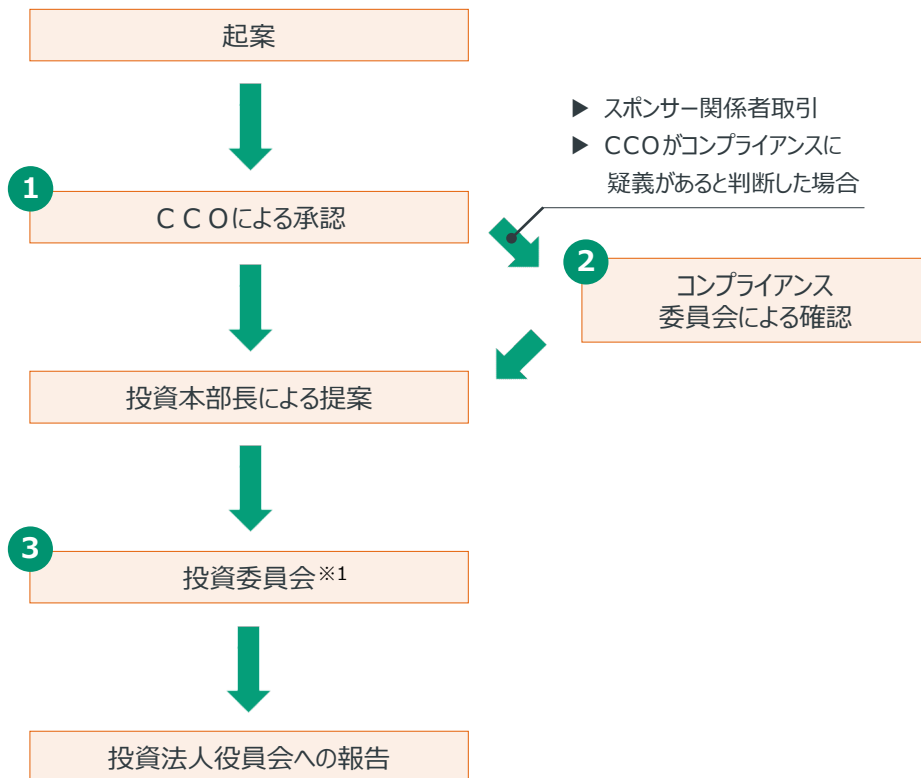 起案
▶ スポンサー関係者取引
▶ CCOがコンプライアンスに
疑義があると判断した場合
1
CCOによる承認
2
コンプライアンス
委員会による確認
投資本部長による提案
3
投資委員会※1
投資法人役員会への報告